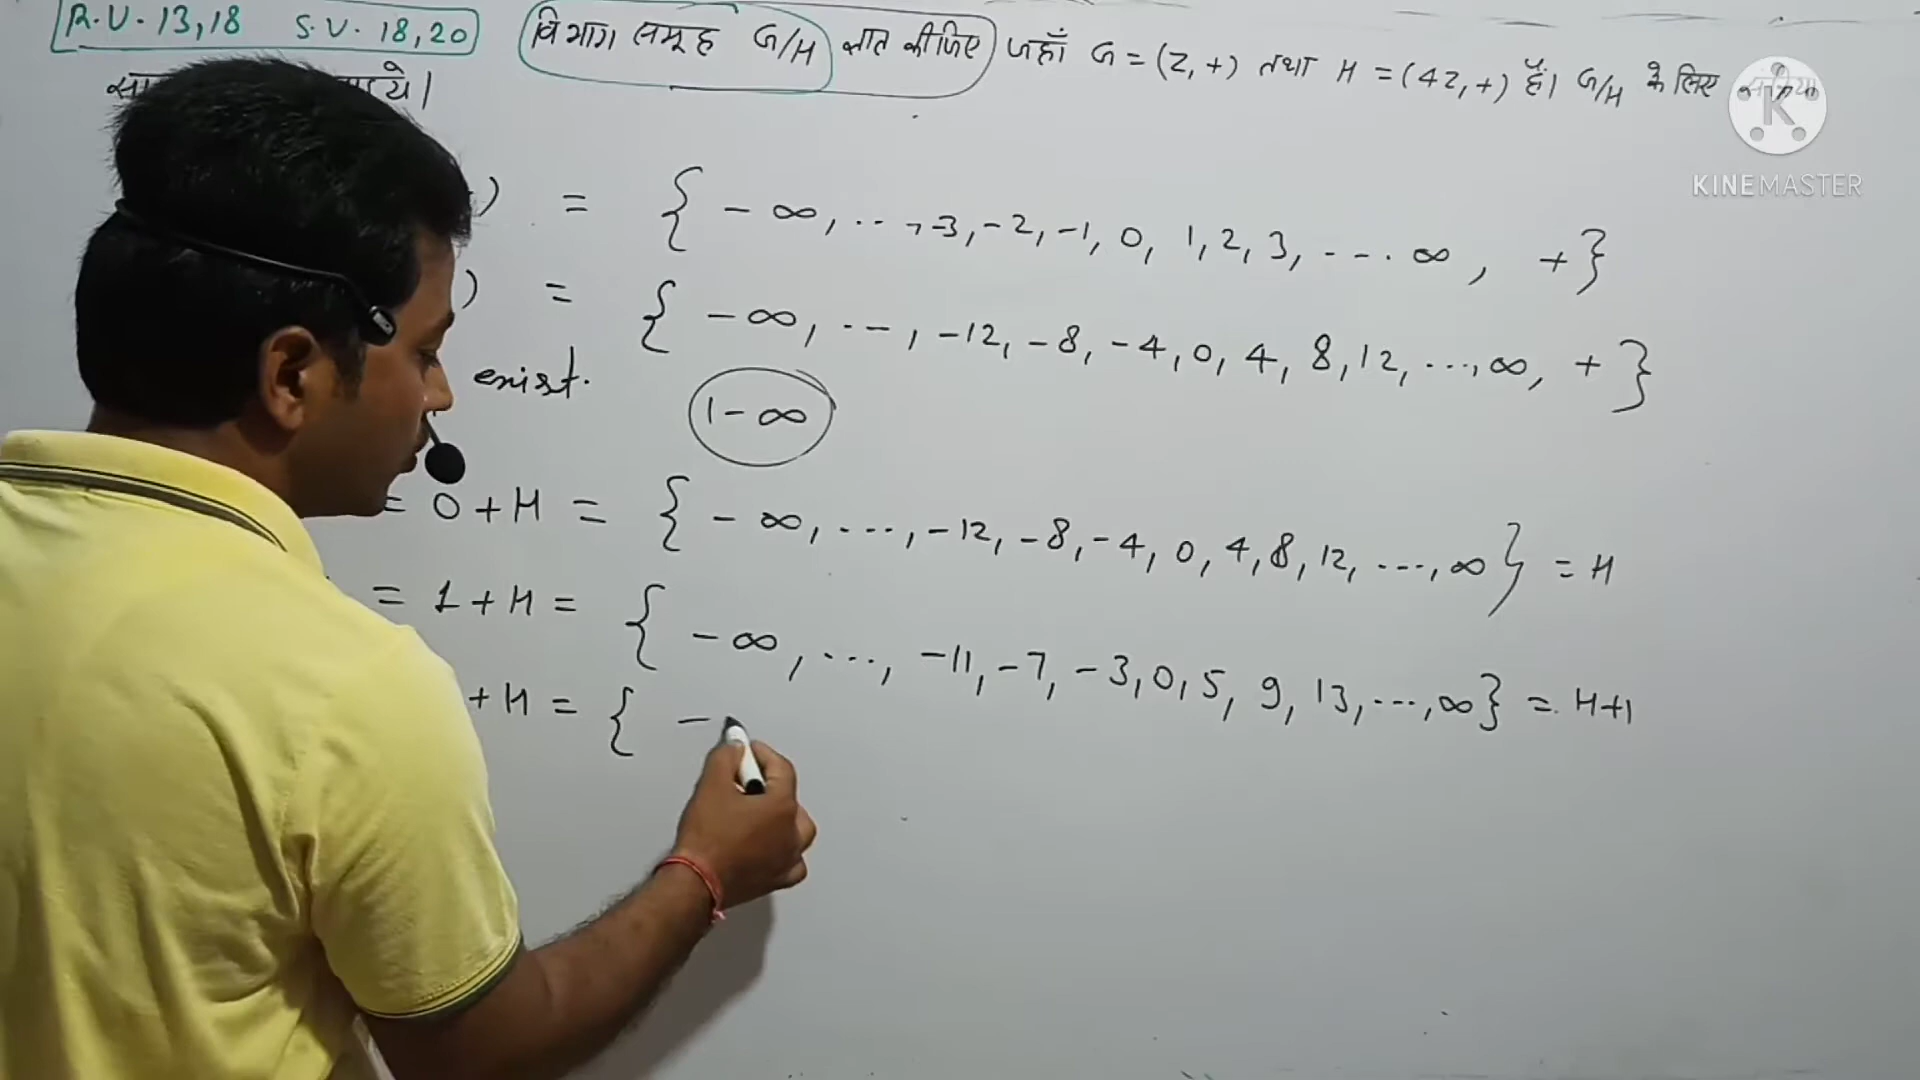 R.U. 13,18 S.U. 18,20 विभाग समूह G/H ज्ञात कीजिए जहाँ G = (Z, +) तथा H = (4Z, +) हैं। G/H के लिए
) = { - ∞, .. , -3, -2, -1, 0, 1, 2, 3, --. ∞, + }
) = { - ∞, .--, -12, -8, -4, 0, 4, 8, 12, ..., ∞, + }
exist. 1 - ∞
= 0 + H = { - ∞, ..., -12, -8, -4, 0, 4, 8, 12, ..., ∞ } = H
= 1 + H = { - ∞, ..., -11, -7, -3, 0, 5, 9, 13, ..., ∞ } = H+1
+ H = { -
KINEMASTER